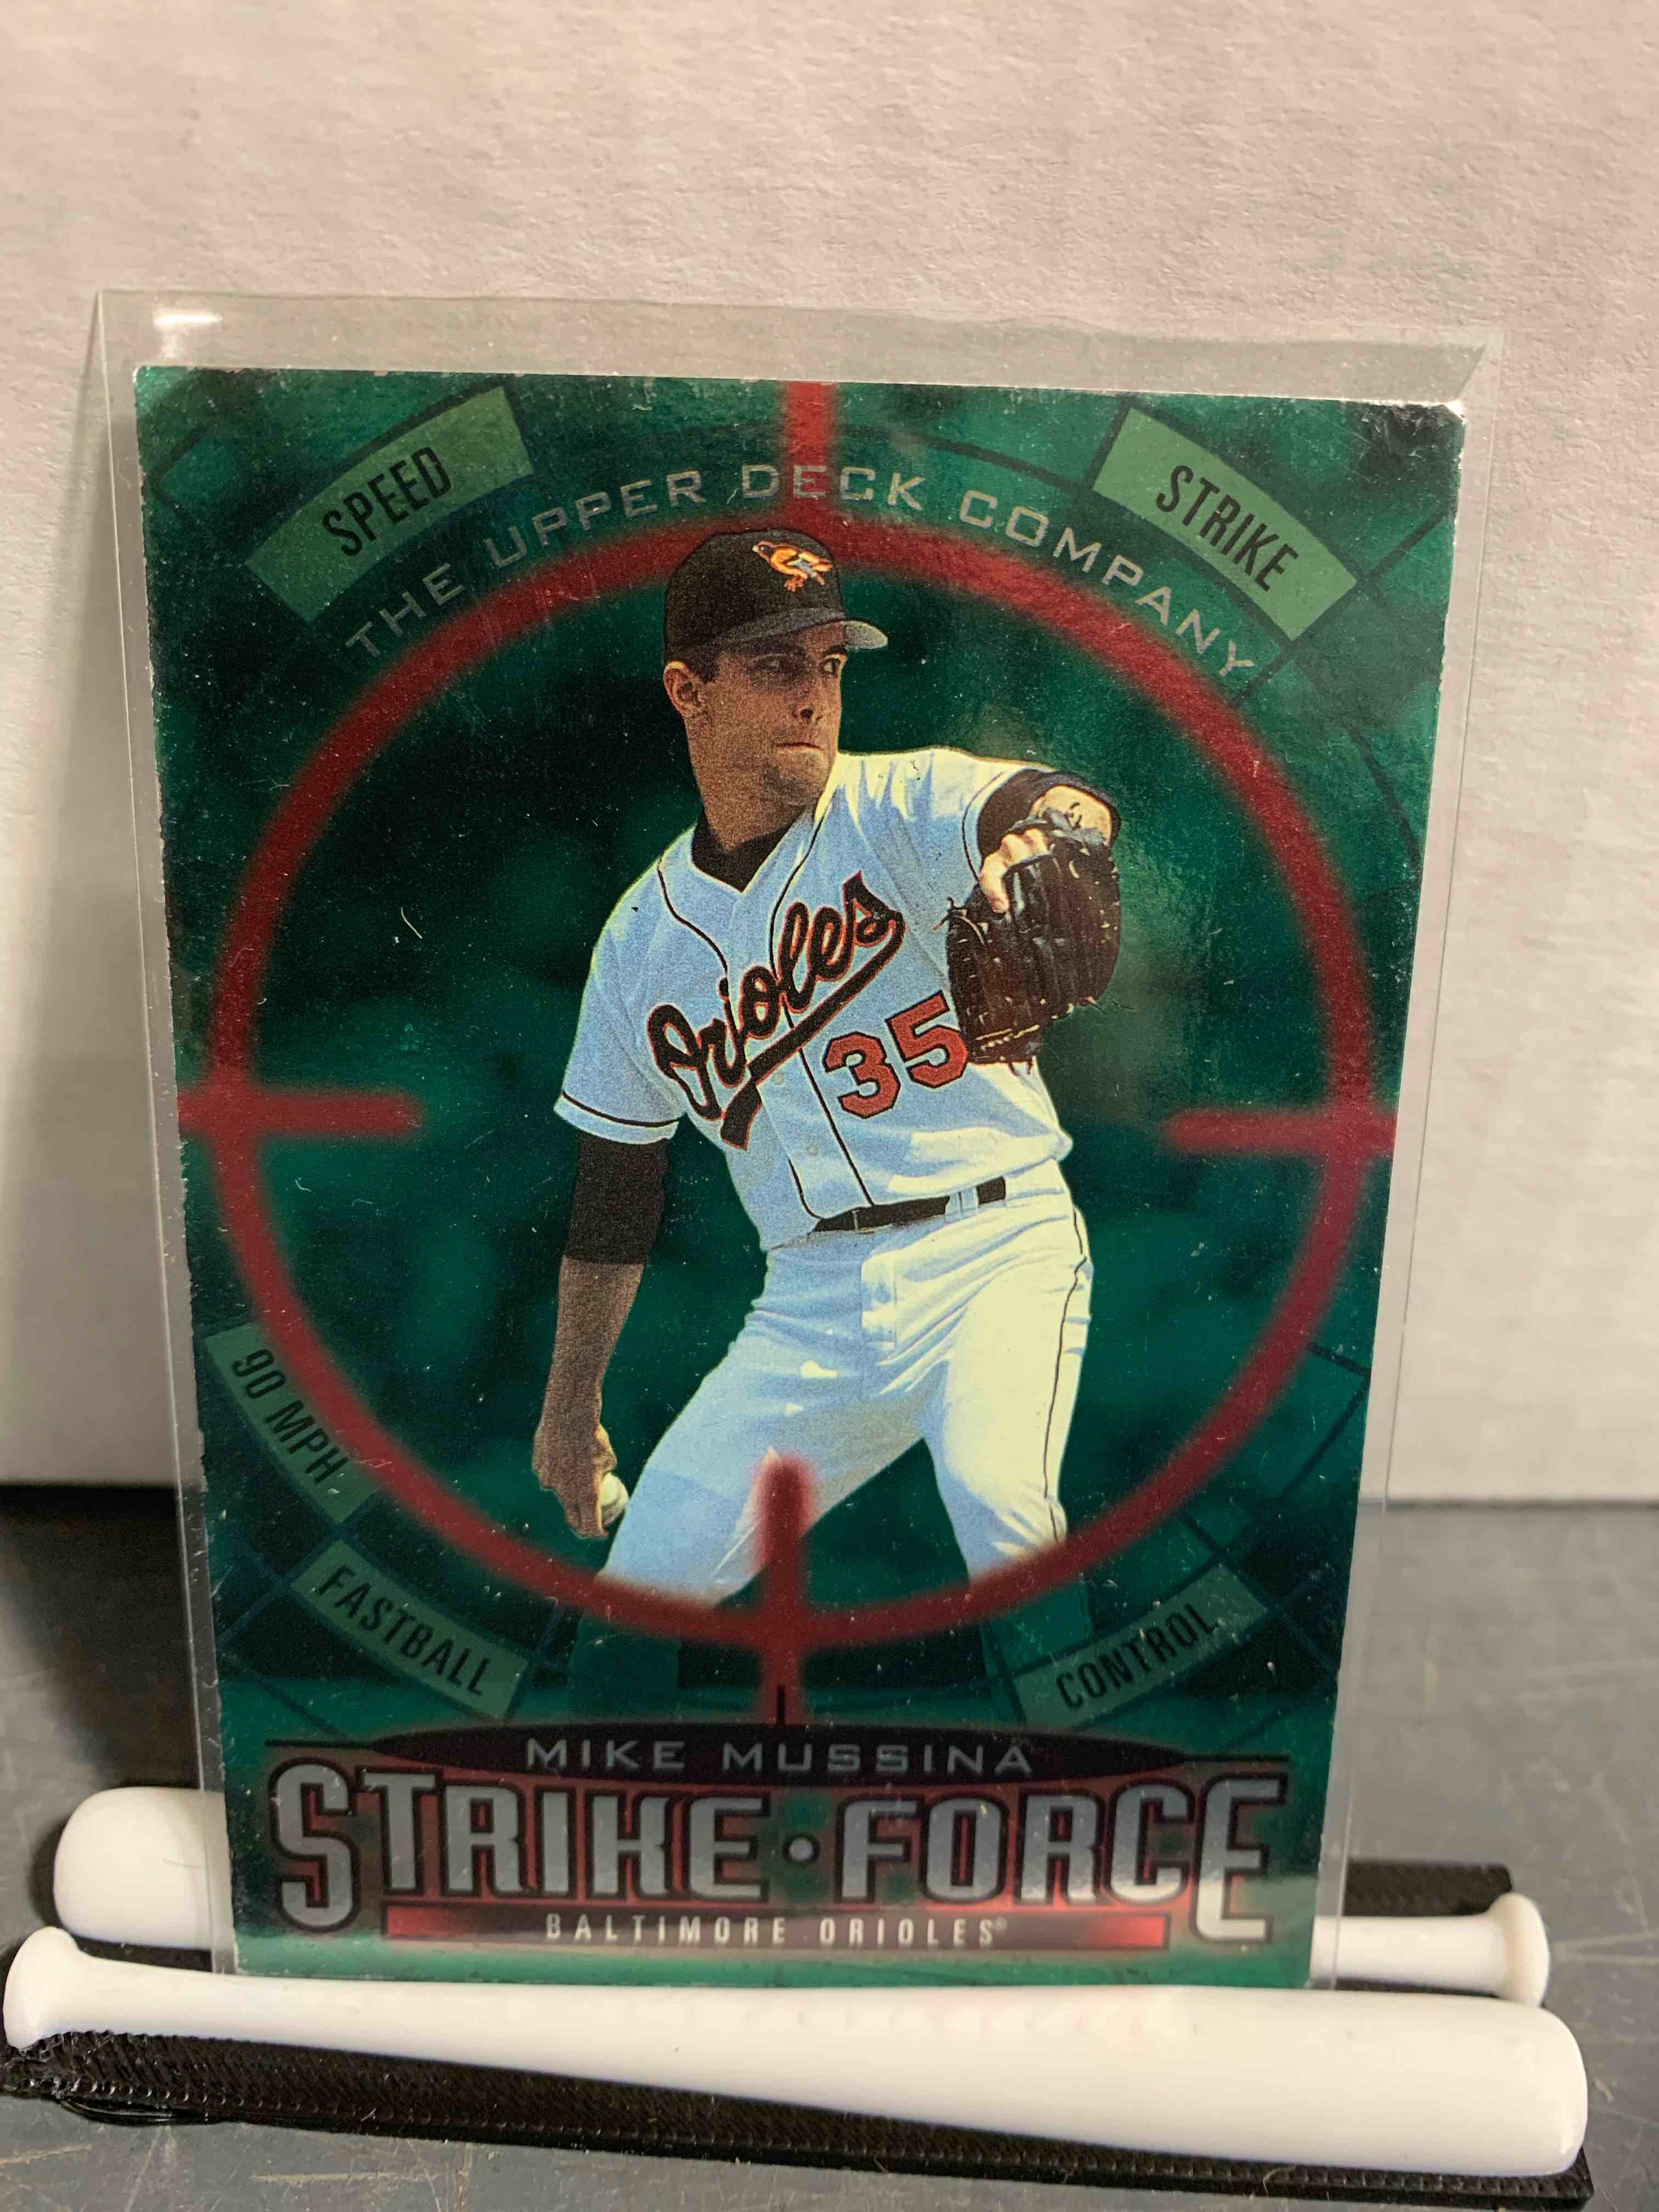 SPEED
STRIKE
THE UPPER DECK COMPANY
Orioles
35
90 MPH
FASTBALL
CONTROL
MIKE MUSSINA
STRIKE • FORCE
BALTIMORE ORIOLES®